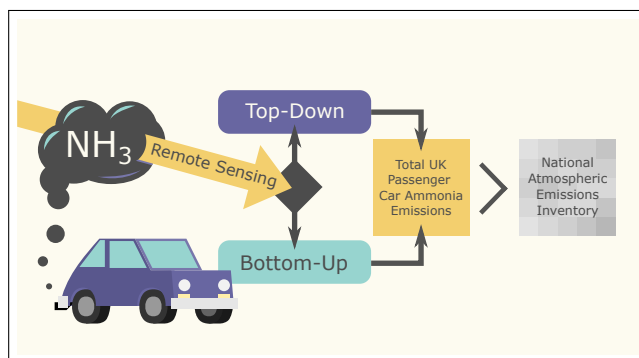 NH₃
Remote Sensing
Top-Down
Bottom-Up
Total UK
Passenger
Car Ammonia
Emissions
National
Atmospheric
Emissions
Inventory